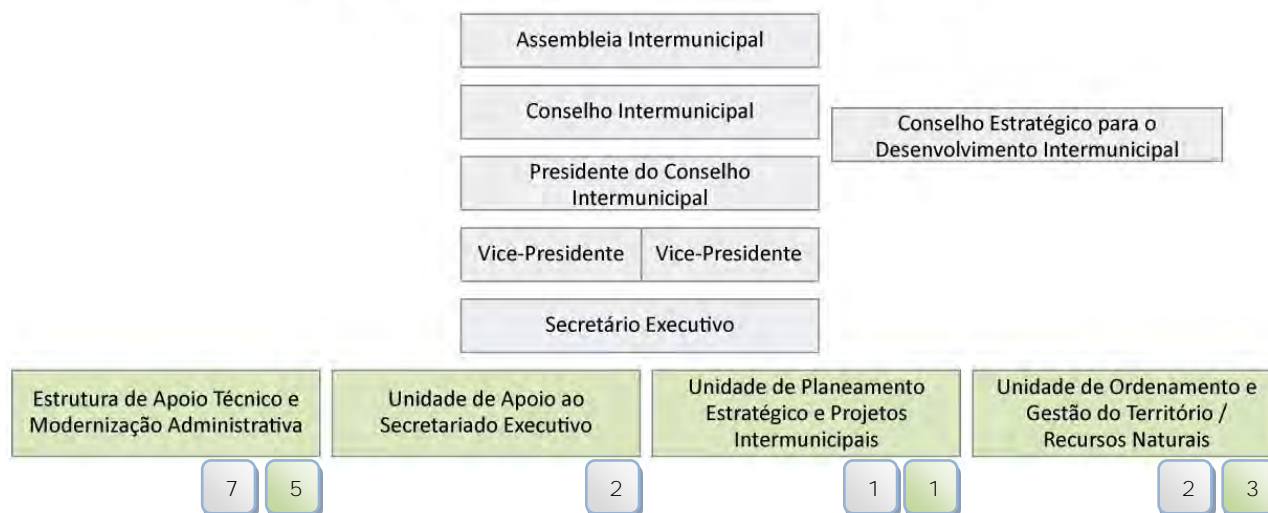 Assembleia Intermunicipal
Conselho Intermunicipal
Conselho Estratégico para o
Desenvolvimento Intermunicipal
Presidente do Conselho
Intermunicipal
Vice-Presidente
Vice-Presidente
Secretário Executivo
Estrutura de Apoio Técnico e
Modernização Administrativa
Unidade de Apoio ao
Secretariado Executivo
Unidade de Planeamento
Estratégico e Projetos
Intermunicipais
Unidade de Ordenamento e
Gestão do Território /
Recursos Naturais
7 5
2
1 1
2 3